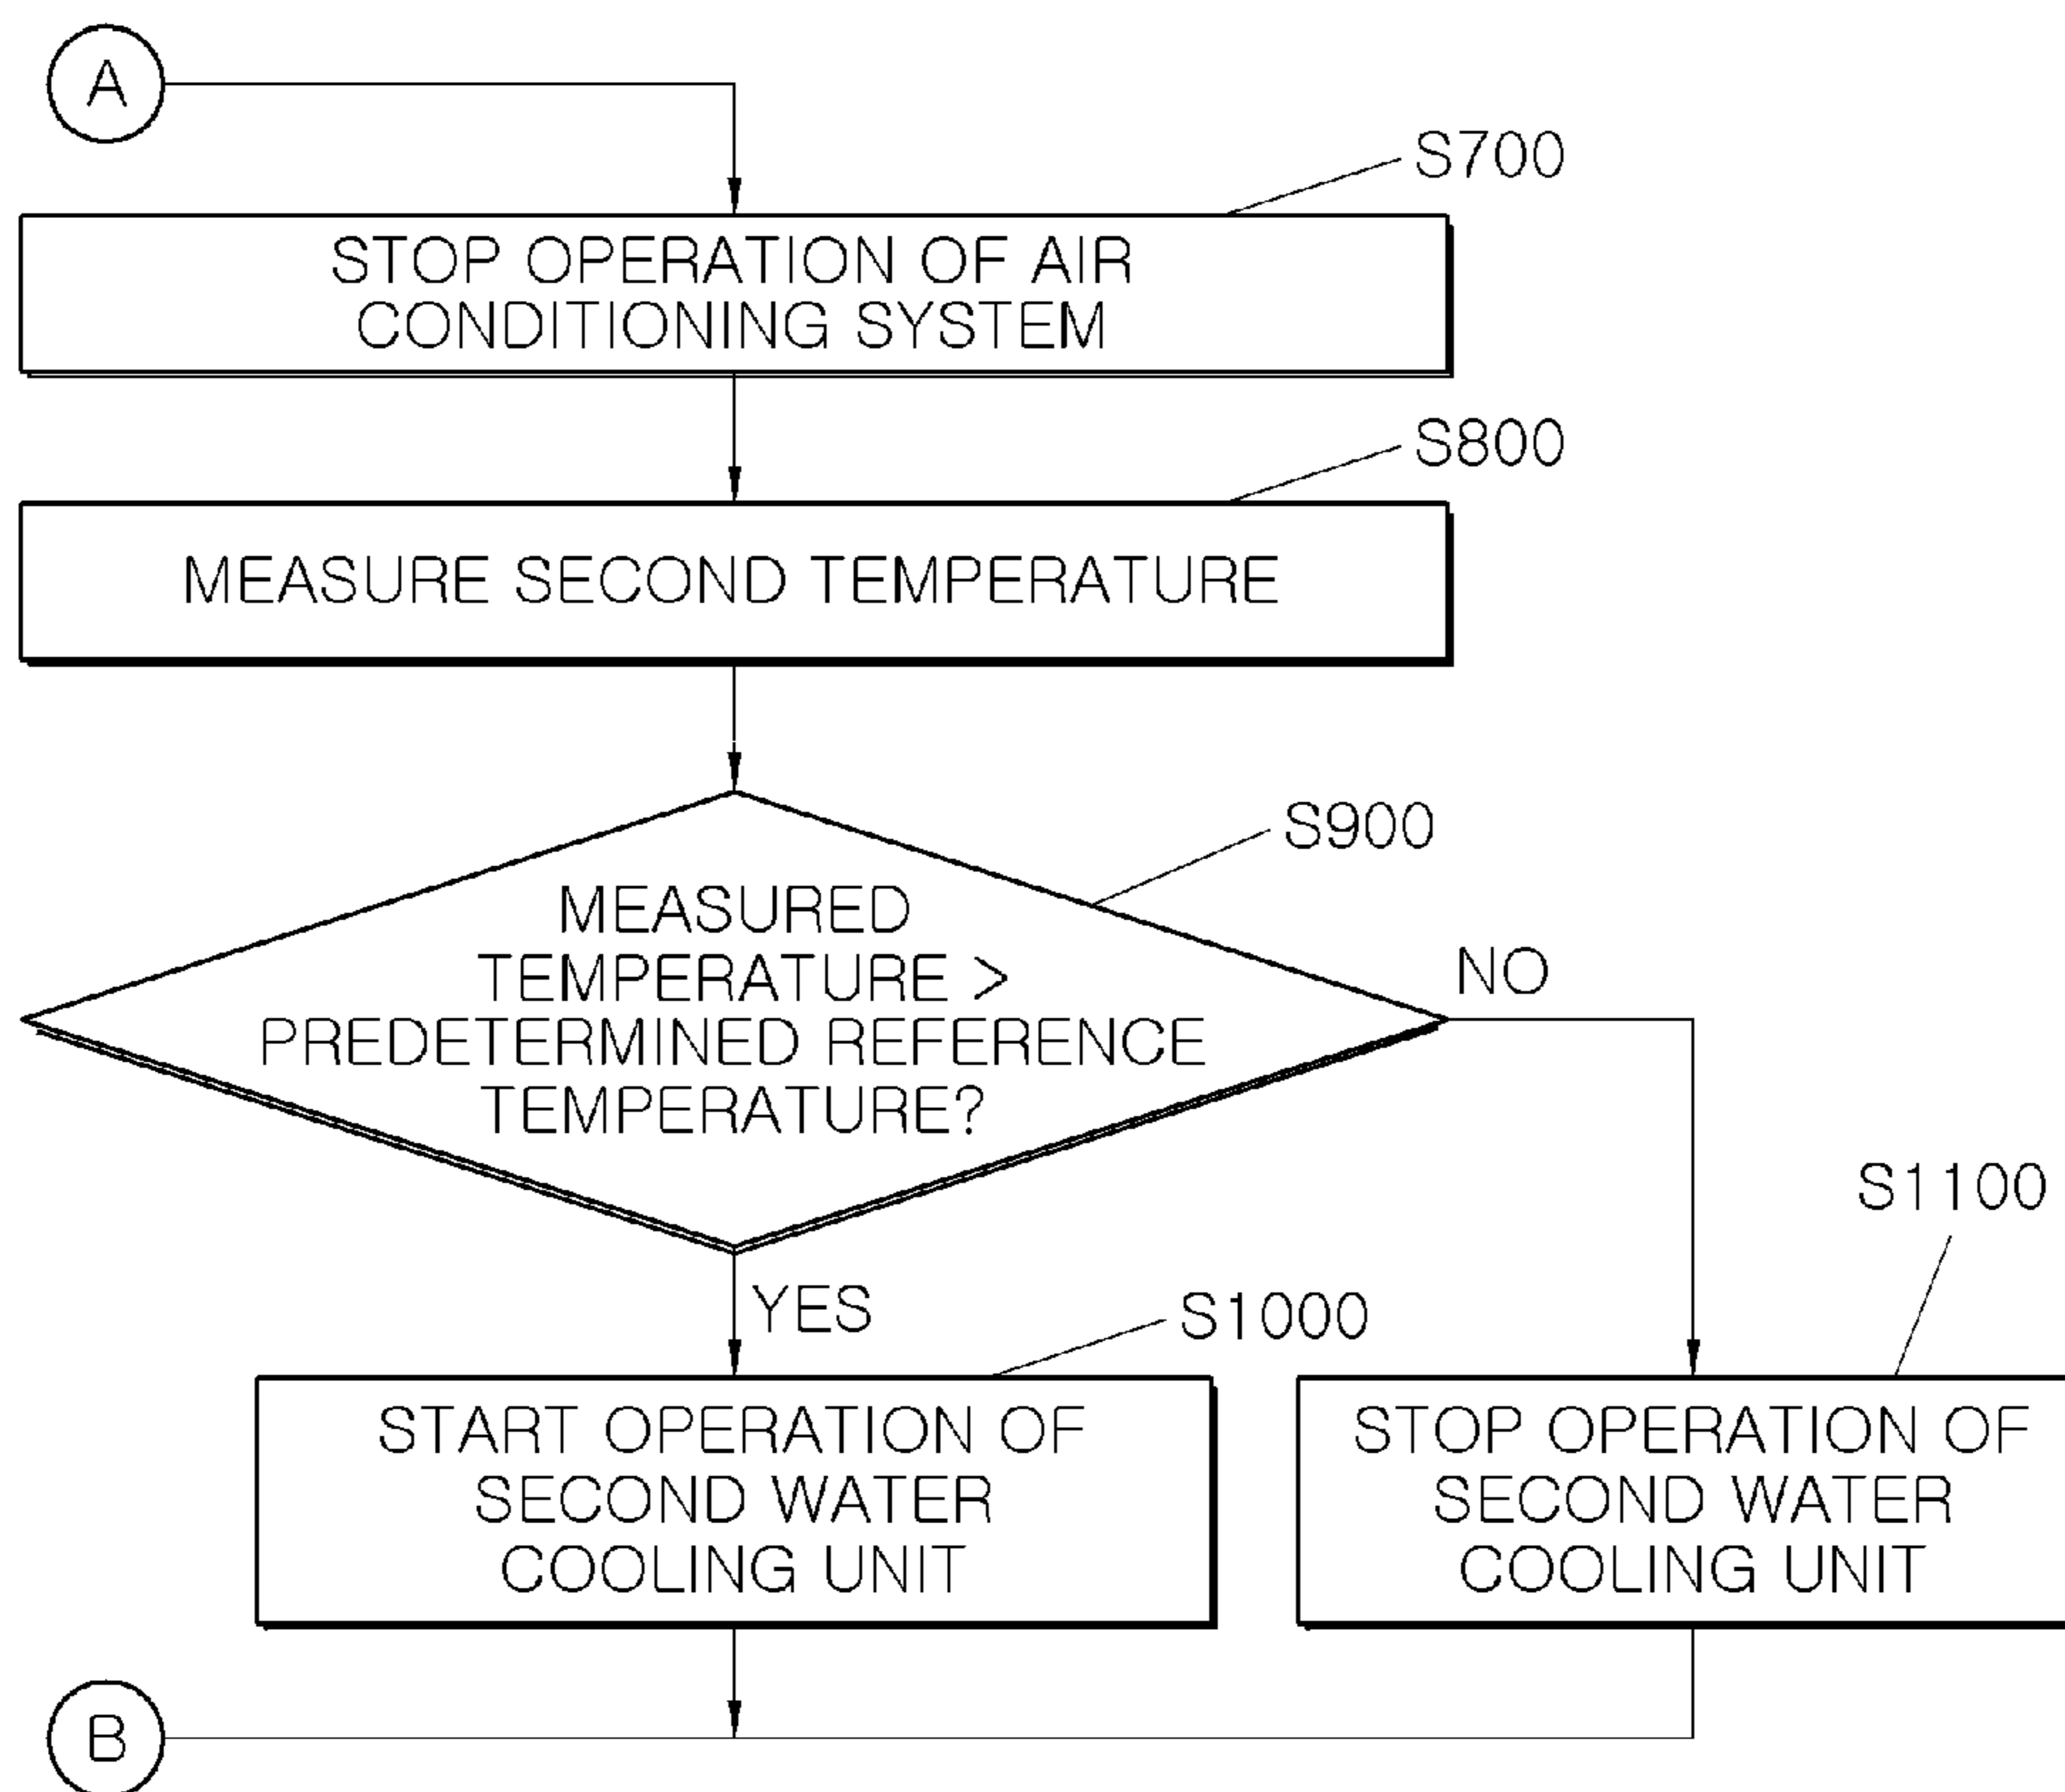 A
S700
STOP OPERATION OF AIR
CONDITIONING SYSTEM
S800
MEASURE SECOND TEMPERATURE
S900
MEASURED
TEMPERATURE >
PREDETERMINED REFERENCE
TEMPERATURE?
NO
YES
S1000
S1100
START OPERATION OF
SECOND WATER
COOLING UNIT
STOP OPERATION OF
SECOND WATER
COOLING UNIT
B